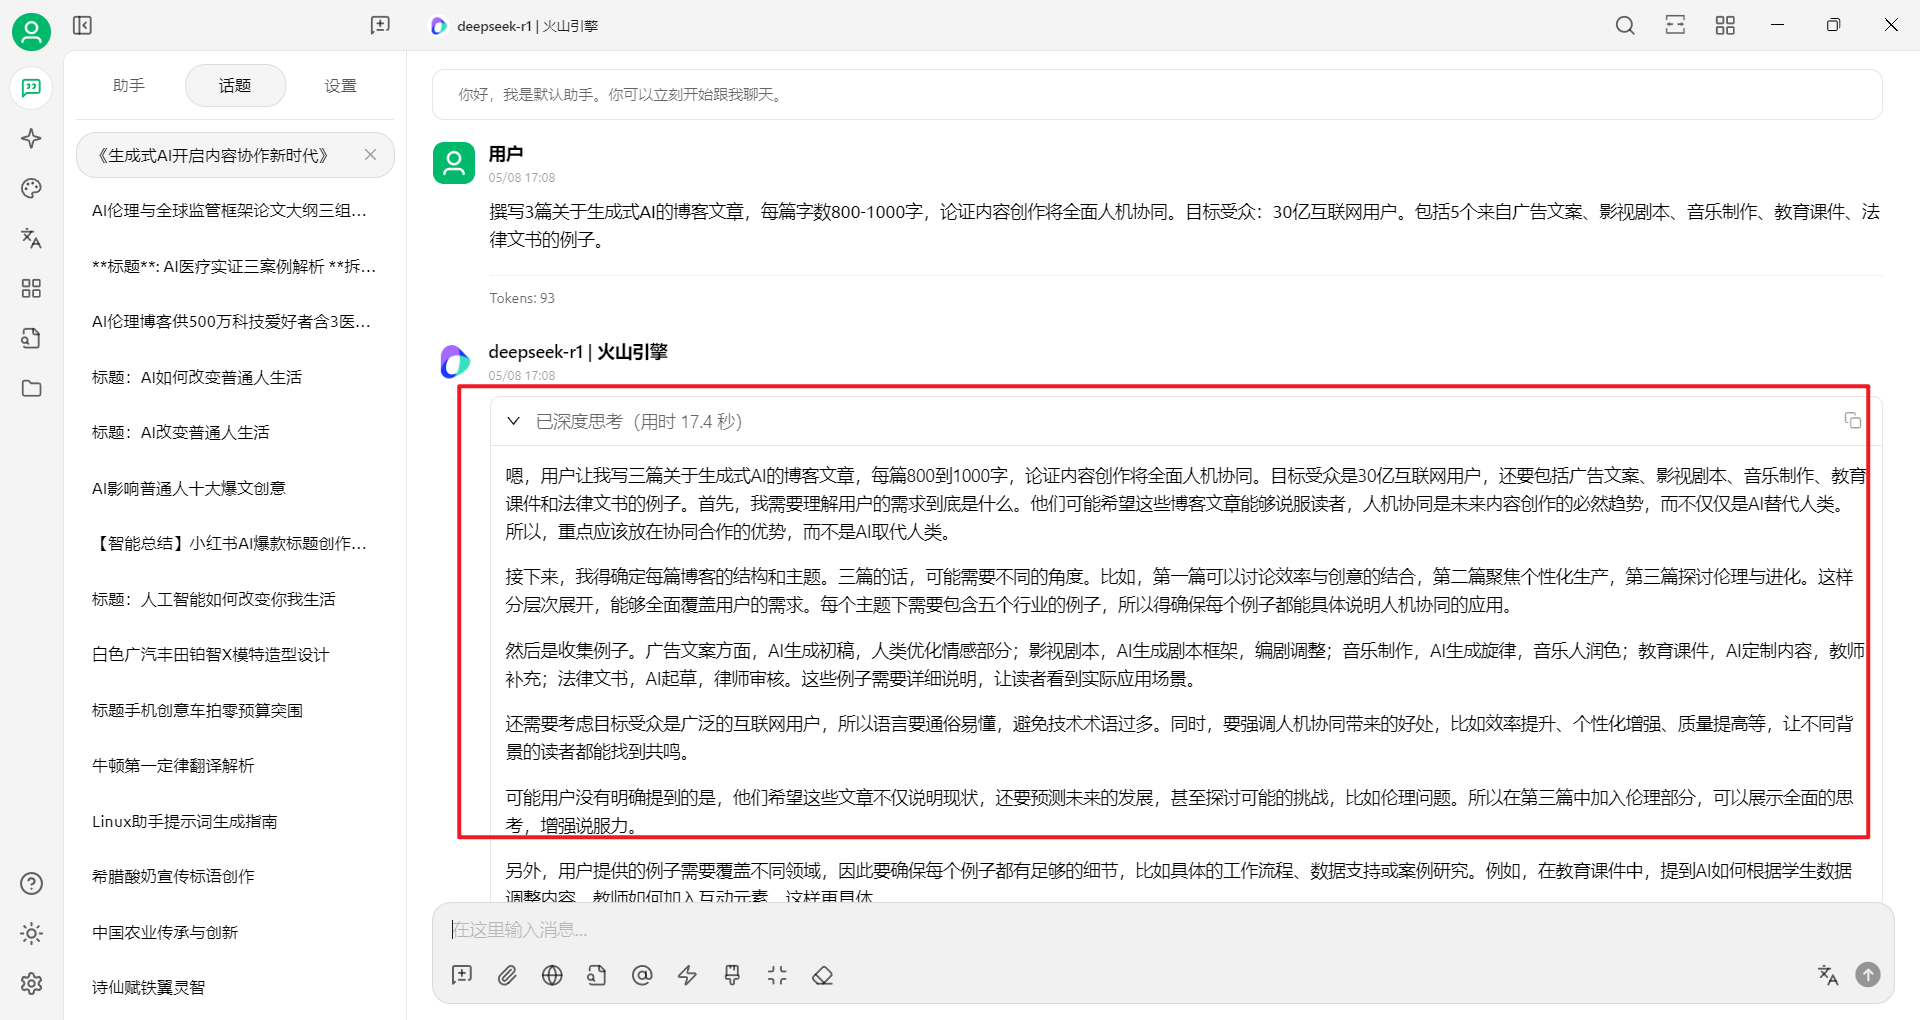 deepseek-r1 | 火山引擎
助手
话题
设置
《生成式AI开启内容协作新时代》
AI伦理与全球监管框架论文大纲三组...
**标题**: AI医疗实证三案例解析 **拆...
AI伦理博客供500万科技爱好者含3医...
标题：AI如何改变普通人生活
标题：AI改变普通人生活
AI影响普通人十大爆文创意
【智能总结】小红书AI爆款标题创作...
标题：人工智能如何改变你我生活
白色广汽丰田铂智X模特造型设计
标题手机创意车拍零预算突围
牛顿第一定律翻译解析
Linux助手提示词生成指南
希腊酸奶宣传标语创作
中国农业传承与创新
诗仙赋铁翼灵智
你好，我是默认助手。你可以立刻开始跟我聊天。
用户
05/08 17:08
撰写3篇关于生成式AI的博客文章，每篇字数800-1000字，论证内容创作将全面人机协同。目标受众：30亿互联网用户。包括5个来自广告文案、影视剧本、音乐制作、教育课件、法
律文书的例子。
Tokens: 93
deepseek-r1 | 火山引擎
05/08 17:08
已深度思考（用时 17.4 秒）
嗯，用户让我写三篇关于生成式AI的博客文章，每篇800到1000字，论证内容创作将全面人机协同。目标受众是30亿互联网用户，还要包括广告文案、影视剧本、音乐制作、教育
课件和法律文书的例子。首先，我需要理解用户的需求到底是什么。他们可能希望这些博客文章能够说服读者，人机协同是未来内容创作的必然趋势，而不仅仅是AI替代人类。
所以，重点应该放在协同合作的优势，而不是AI取代人类。
接下来，我得确定每篇博客的结构和主题。三篇的话，可能需要不同的角度。比如，第一篇可以讨论效率与创意的结合，第二篇聚焦个性化生产，第三篇探讨伦理与进化。这样
分层次展开，能够全面覆盖用户的需求。每个主题下需要包含五个行业的例子，所以得确保每个例子都能具体说明人机协同的应用。
然后是收集例子。广告文案方面，AI生成初稿，人类优化情感部分；影视剧本，AI生成剧本框架，编剧调整；音乐制作，AI生成旋律，音乐人润色；教育课件，AI定制内容，教师
补充；法律文书，AI起草，律师审核。这些例子需要详细说明，让读者看到实际应用场景。
还需要考虑目标受众是广泛的互联网用户，所以语言要通俗易懂，避免技术术语过多。同时，要强调人机协同带来的好处，比如效率提升、个性化增强、质量提高等，让不同背
景的读者都能找到共鸣。
可能用户没有明确提到的是，他们希望这些文章不仅说明现状，还要预测未来的发展，甚至探讨可能的挑战，比如伦理问题。所以在第三篇中加入伦理部分，可以展示全面的思
考，增强说服力。
另外，用户提供的例子需要覆盖不同领域，因此要确保每个例子都有足够的细节，比如具体的工作流程、数据支持或案例研究。例如，在教育课件中，提到AI如何根据学生数据
调整内容，教师如何加入互动元素，这样更具体
在这里输入消息...